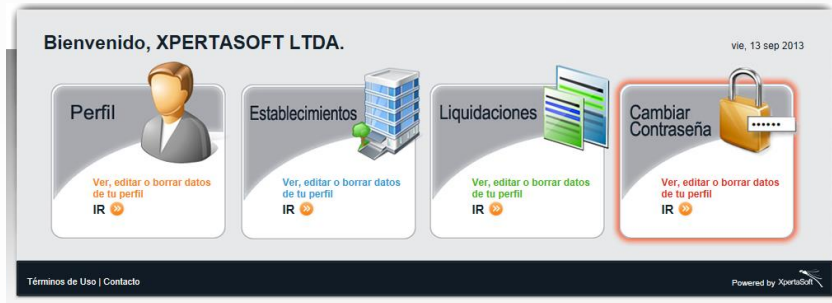 Bienvenido, XPERTASOFT LTDA.
vie, 13 sep 2013
Perfil
Ver, editar o borrar datos
de tu perfil
IR
Establecimientos
Ver, editar o borrar datos
de tu perfil
IR
Liquidaciones
Ver, editar o borrar datos
de tu perfil
IR
Cambiar
Contraseña
******
Ver, editar o borrar datos
de tu perfil
IR
Términos de Uso | Contacto
Powered by XpertaSoft